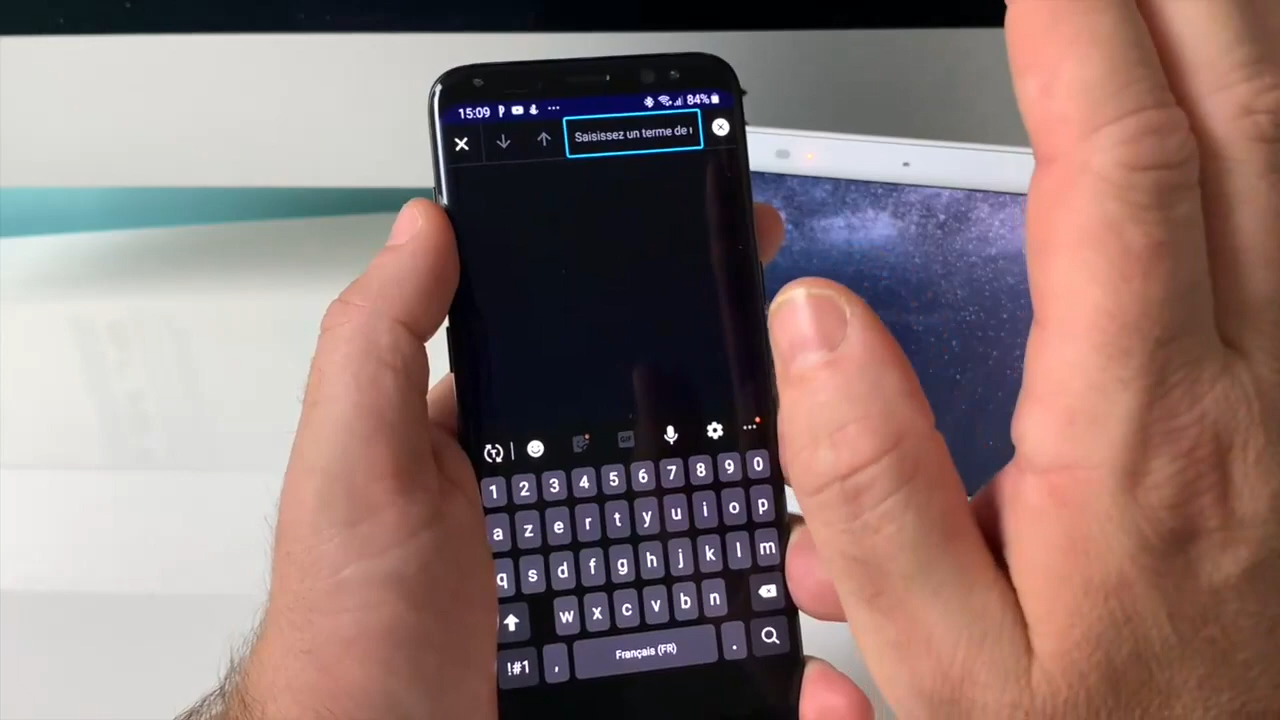 15:09 84%
Saisissez un terme de
GIF
1 2 3 4 5 6 7 8 9 0
a z e r t y u i o p
q s d f g h j k l m
w x c v b n
!#1 , Français (FR) .